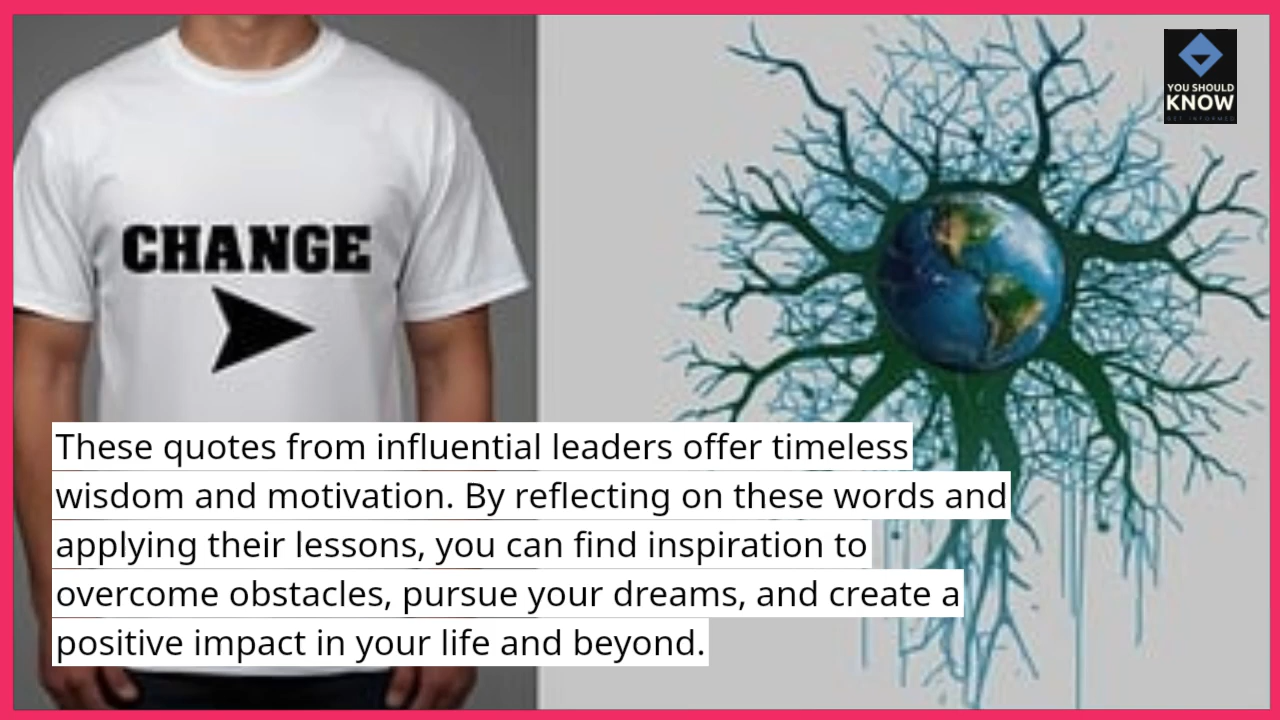 YOU SHOULD
KNOW
GET INFORMED
CHANGE
These quotes from influential leaders offer timeless
wisdom and motivation. By reflecting on these words and
applying their lessons, you can find inspiration to
overcome obstacles, pursue your dreams, and create a
positive impact in your life and beyond.